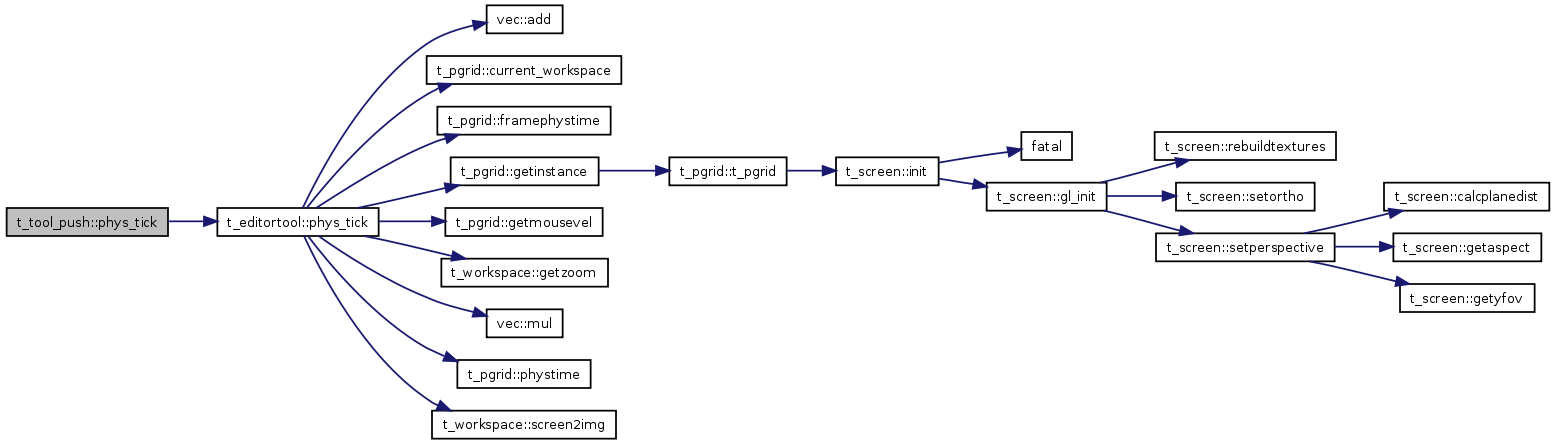 t_tool_push::phys_tick
t_editortool::phys_tick
vec::add
t_pgrid::current_workspace
t_pgrid::framephystime
t_pgrid::getinstance
t_pgrid::getmousevel
t_workspace::getzoom
vec::mul
t_pgrid::phystime
t_workspace::screen2img
t_pgrid::t_pgrid
t_screen::init
fatal
t_screen::gl_init
t_screen::rebuildtextures
t_screen::setortho
t_screen::setperspective
t_screen::calcplanedist
t_screen::getaspect
t_screen::getyfov